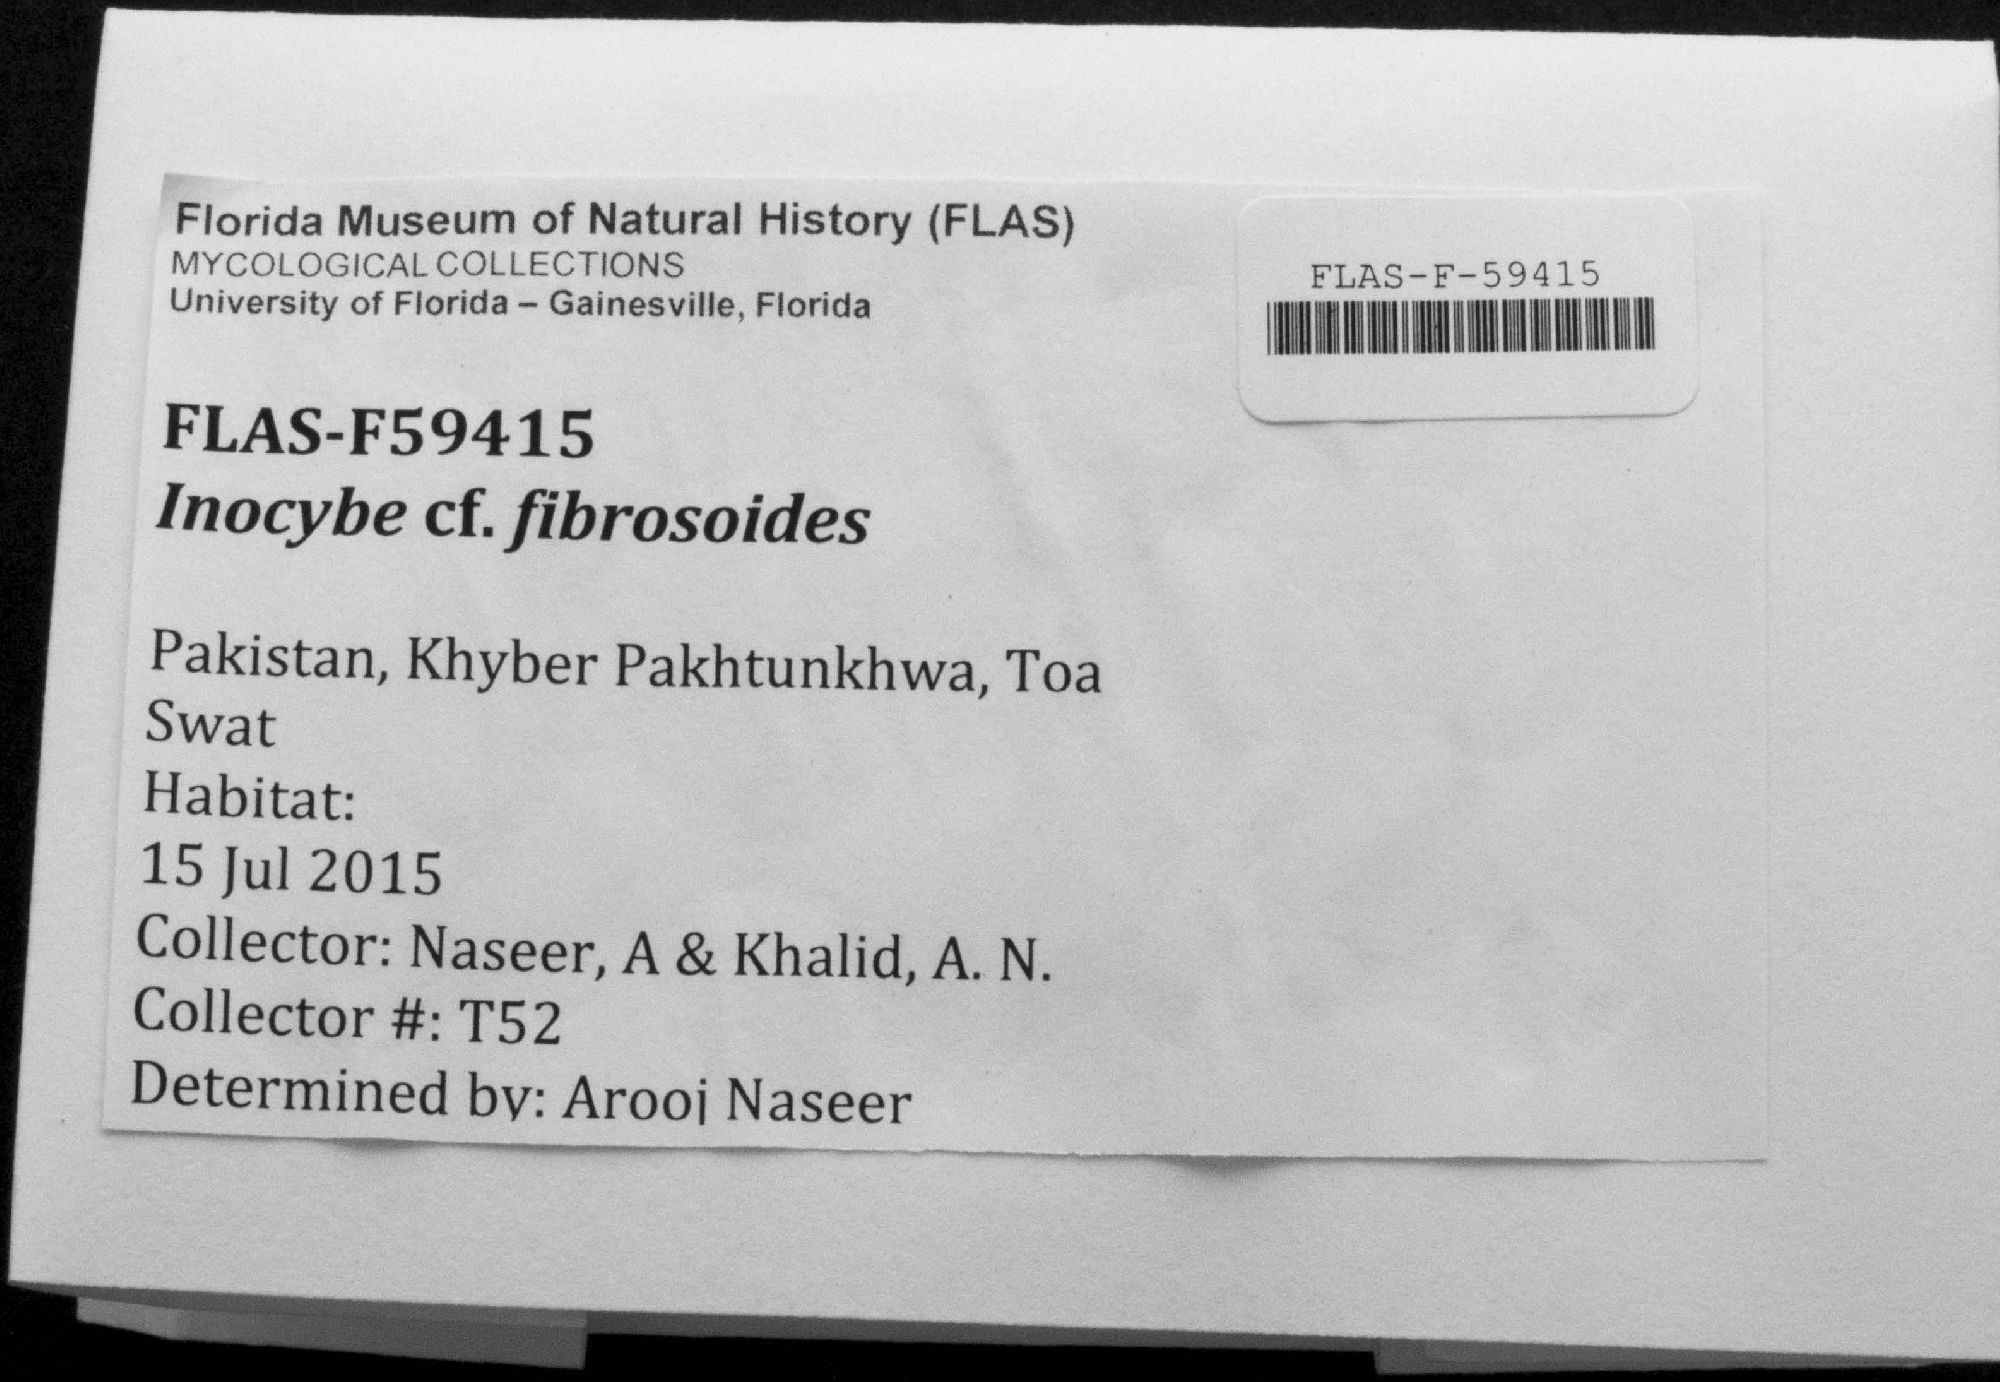 Florida Museum of Natural History (FLAS)
MYCOLOGICAL COLLECTIONS
University of Florida – Gainesville, Florida
FLAS-F-59415
FLAS-F59415
Inocybe cf. fibrosoides
Pakistan, Khyber Pakhtunkhwa, Toa
Swat
Habitat:
15 Jul 2015
Collector: Naseer, A & Khalid, A. N.
Collector #: T52
Determined by: Arooj Naseer